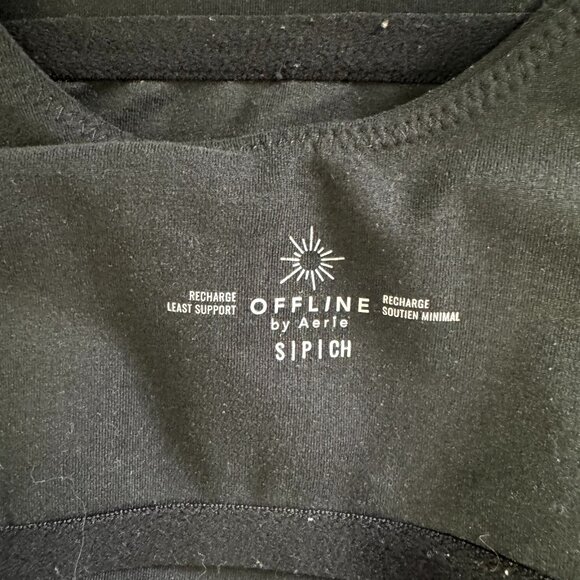 RECHARGE
LEAST SUPPORT
OFFLINE
by Aerie
RECHARGE
SOUTIEN MINIMAL
S|P|CH